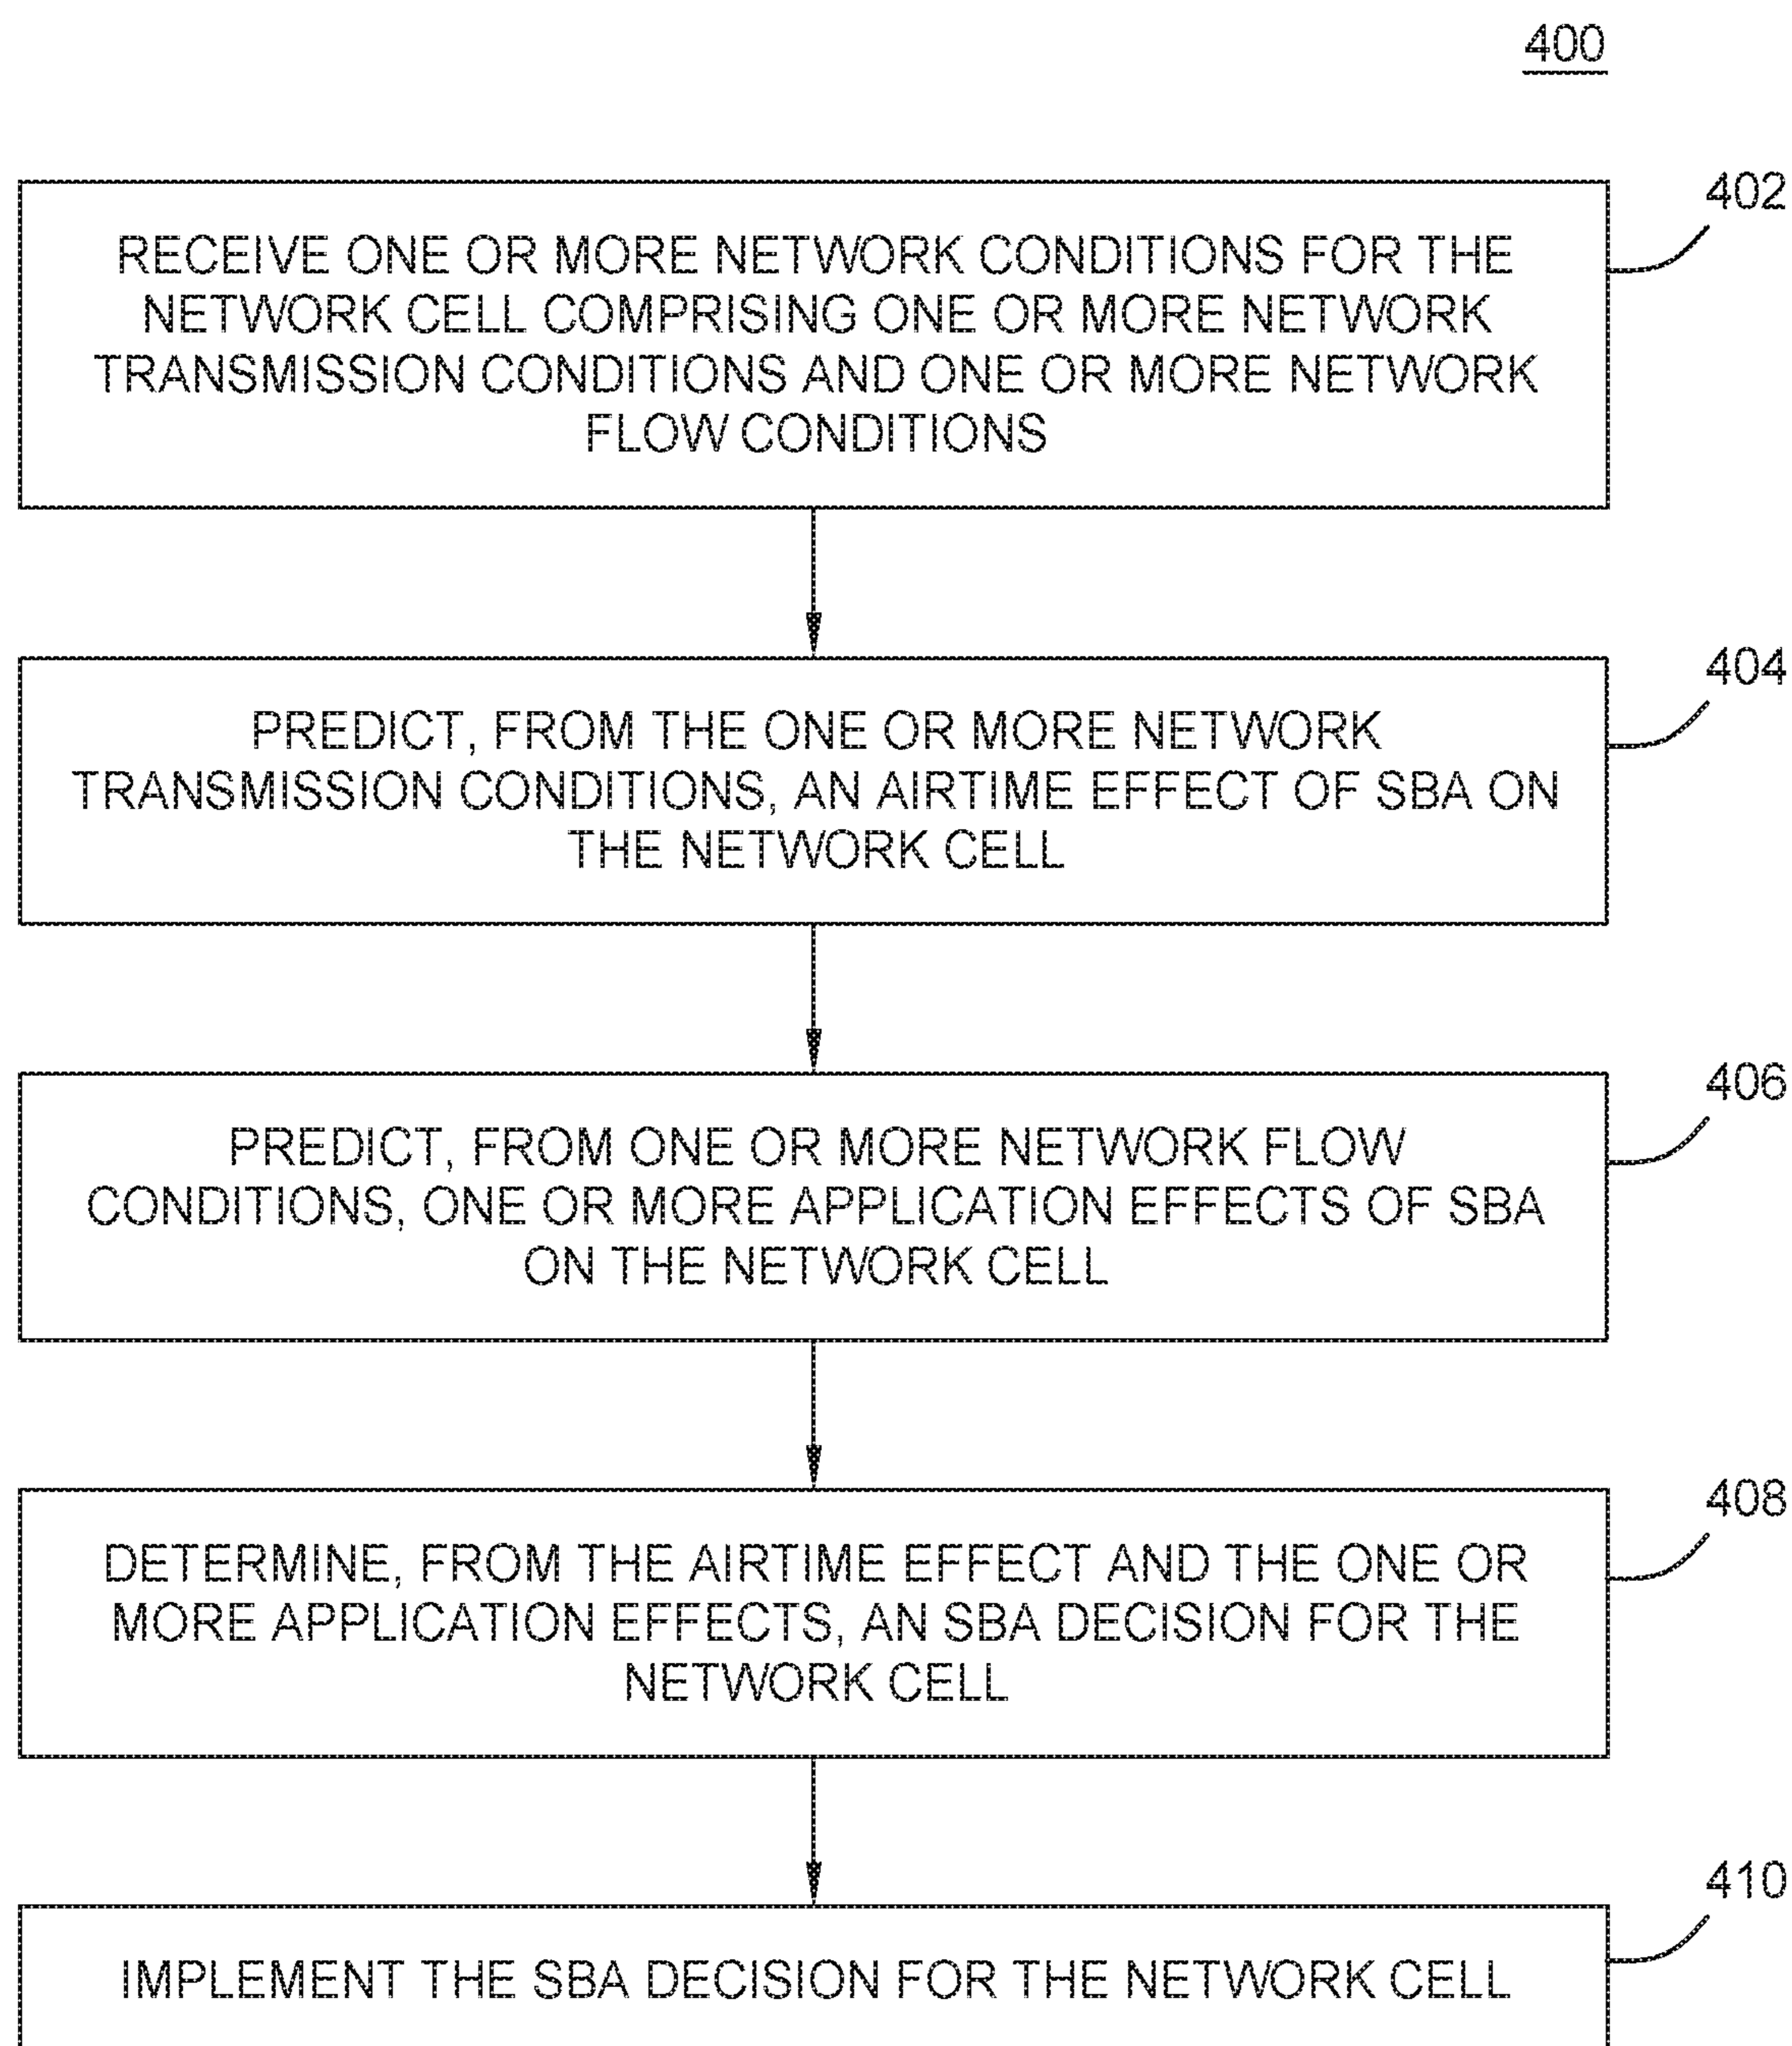 400
402
RECEIVE ONE OR MORE NETWORK CONDITIONS FOR THE
NETWORK CELL COMPRISING ONE OR MORE NETWORK
TRANSMISSION CONDITIONS AND ONE OR MORE NETWORK
FLOW CONDITIONS
404
PREDICT, FROM THE ONE OR MORE NETWORK
TRANSMISSION CONDITIONS, AN AIRTIME EFFECT OF SBA ON
THE NETWORK CELL
406
PREDICT, FROM ONE OR MORE NETWORK FLOW
CONDITIONS, ONE OR MORE APPLICATION EFFECTS OF SBA
ON THE NETWORK CELL
408
DETERMINE, FROM THE AIRTIME EFFECT AND THE ONE OR
MORE APPLICATION EFFECTS, AN SBA DECISION FOR THE
NETWORK CELL
410
IMPLEMENT THE SBA DECISION FOR THE NETWORK CELL